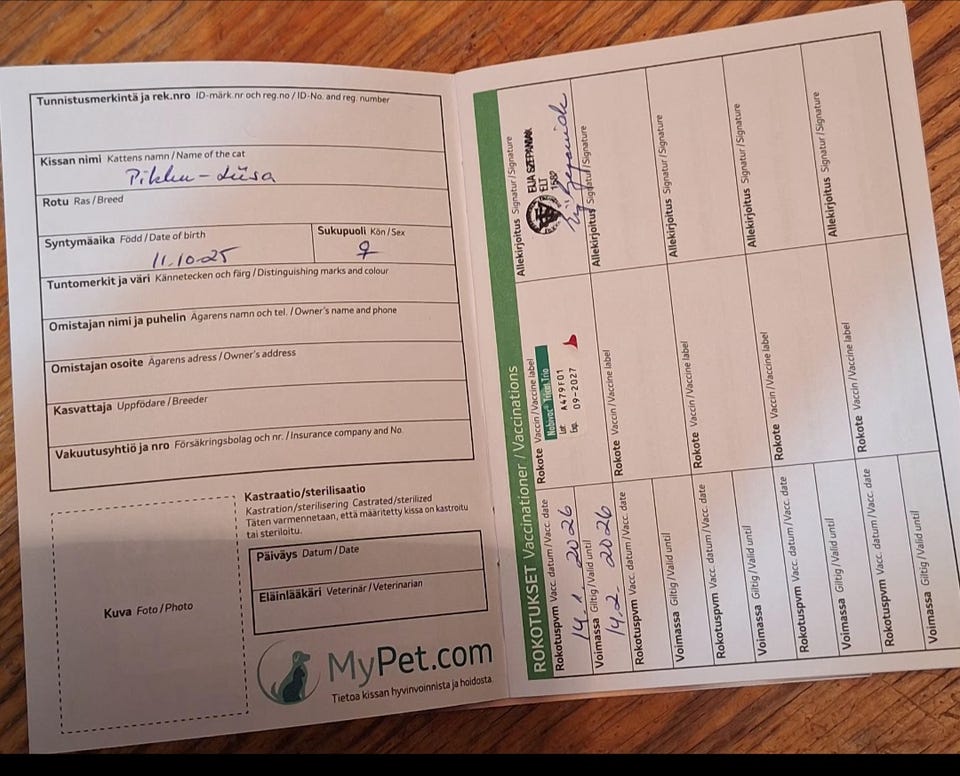 Tunnistusmerkintä ja rek.nro ID-märk.nr och reg.no / ID-No. and reg. number
Kissan nimi Kattens namn / Name of the cat
Pikku-Liisa
Rotu Ras / Breed
Syntymäaika Född / Date of birth
11.10-25
Sukupuoli Kön / Sex
♀
Tuntomerkit ja väri Kännetecken och färg / Distinguishing marks and colour
Omistajan nimi ja puhelin Ägarens namn och tel. / Owner's name and phone
Omistajan osoite Ägarens adress / Owner's address
Kasvattaja Uppfödare / Breeder
Vakuutusyhtiö ja nro Försäkringsbolag och nr. / Insurance company and No.
Kuva Foto / Photo
Kastraatio/sterilisaatio
Kastration/sterilisering Castrated/sterilized
Täten varmennetaan, että määritetty kissa on kastroitu
tai steriloitu.
Päiväys Datum / Date
Eläinlääkäri Veterinär / Veterinarian
MyPet.com
Tietoa kissan hyvinvoinnista ja hoidosta.
ROKOTUKSET Vaccinationer / Vaccinations
Rokotuspvm Vacc. datum / Vacc. date
14.1 2026
Voimassa Giltig / Valid until
14.2. 2026
Rokote Vaccin / Vaccine label
Nobivac® Tricat Trio
Lot A479F01
Exp. 09-2027
Allekirjoitus Signatur / Signature
EIJA SZEPANIAK
ELT
1582
Rokotuspvm Vacc. datum / Vacc. date
Voimassa Giltig / Valid until
Rokote Vaccin / Vaccine label
Allekirjoitus Signatur / Signature
Rokotuspvm Vacc. datum / Vacc. date
Voimassa Giltig / Valid until
Rokote Vaccin / Vaccine label
Allekirjoitus Signatur / Signature
Rokotuspvm Vacc. datum / Vacc. date
Voimassa Giltig / Valid until
Rokote Vaccin / Vaccine label
Allekirjoitus Signatur / Signature
Rokotuspvm Vacc. datum / Vacc. date
Voimassa Giltig / Valid until
Rokote Vaccin / Vaccine label
Allekirjoitus Signatur / Signature